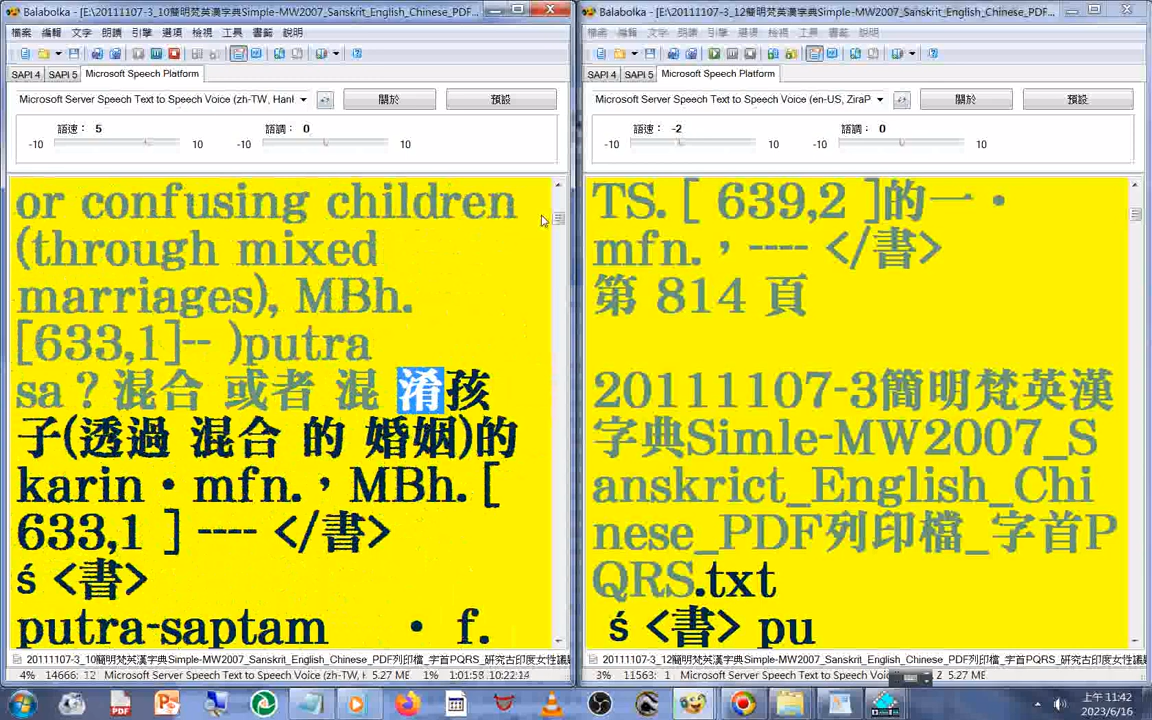 Balabolka - [E:\20111107-3_10簡明梵英漢字典Simple-MW2007_Sanskrit_English_Chinese_PDF...
檔案 編輯 文字 朗讀 引擎 選項 檢視 工具 書籤 說明
SAPI 4 SAPI 5 Microsoft Speech Platform
Microsoft Server Speech Text to Speech Voice (zh-TW, Hanl
關於 預設
語速： 5 語調： 0
-10 10 -10 10
or confusing children
(through mixed
marriages), MBh.
[633,1]-- )putra
sa？混合 或者 混 淆孩
子(透過 混合 的 婚姻)的
karin・mfn.，MBh. [
633,1 ] ---- </書>
ś <書>
putra-saptam ・ f.
20111107-3_10簡明梵英漢字典Simple-MW2007_Sanskrit_English_Chinese_PDF列印檔_字首PQRS_研究古印度女性議
4% 14666: 12 Microsoft Server Speech Text to Speech Voice (zh-TW, 5.27 MB 1% 1:01:58 10:22:14
Balabolka - [E:\20111107-3_12簡明梵英漢字典Simple-MW2007_Sanskrit_English_Chinese_PDF...
檔案 編輯 文字 朗讀 引擎 選項 檢視 工具 書籤 說明
SAPI 4 SAPI 5 Microsoft Speech Platform
Microsoft Server Speech Text to Speech Voice (en-US, ZiraP
關於 預設
語速： -2 語調： 0
-10 10 -10 10
TS. [ 639,2 ]的一・
mfn.，---- </書>
第 814 頁
20111107-3簡明梵英漢
字典Simle-MW2007_S
anskrict_English_Chi
nese_PDF列印檔_字首P
QRS.txt
ś <書> pu
20111107-3_12簡明梵英漢字典Simple-MW2007_Sanskrit_English_Chinese_PDF列印檔_字首PQRS_研究古印度女性議
3% 11563: Microsoft Server Speech Text to Speech Voice (en-US, 5.27 MB
上午 11:42
2023/6/16